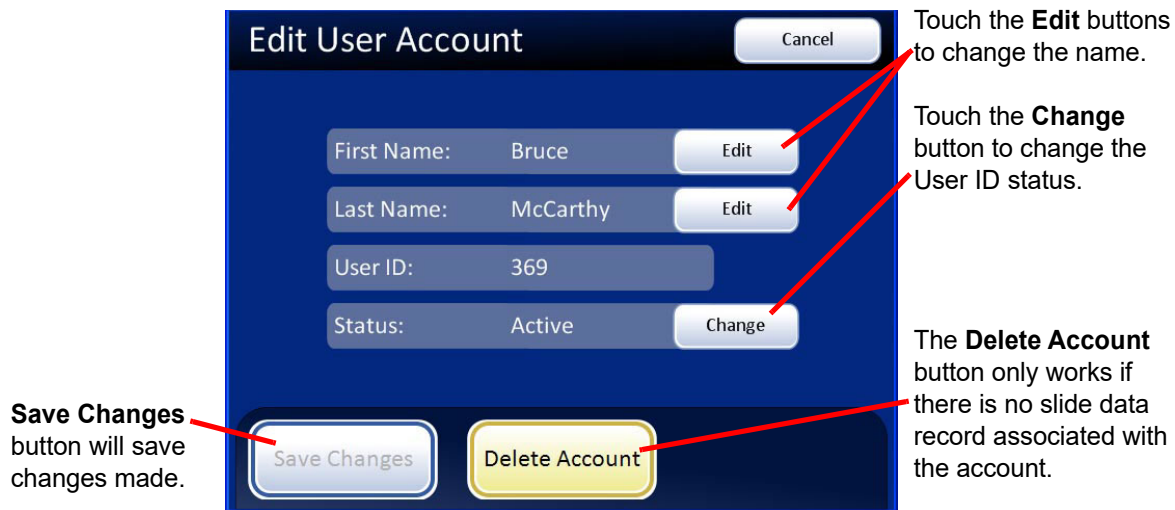 Edit User Account
Cancel
Touch the Edit buttons
to change the name.
First Name: Bruce Edit
Last Name: McCarthy Edit
User ID: 369
Status: Active Change
Touch the Change
button to change the
User ID status.
Save Changes
button will save
changes made.
Save Changes
Delete Account
The Delete Account
button only works if
there is no slide data
record associated with
the account.